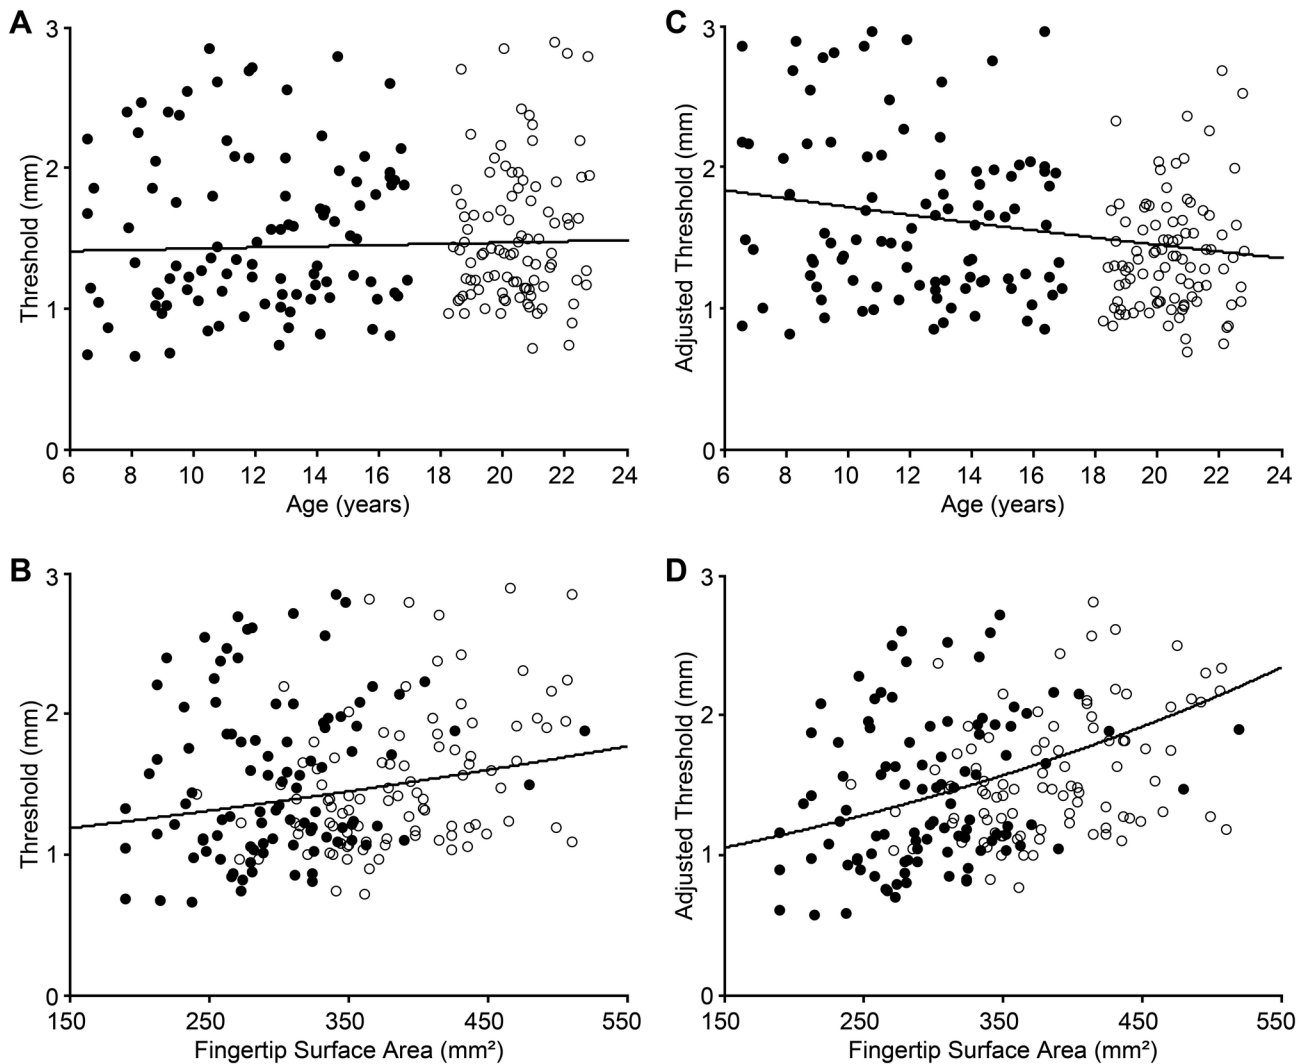 A
3
2
1
0
Threshold (mm)
6 8 10 12 14 16 18 20 22 24
Age (years)
C
3
2
1
0
Adjusted Threshold (mm)
6 8 10 12 14 16 18 20 22 24
Age (years)
B
3
2
1
0
Threshold (mm)
150 250 350 450 550
Fingertip Surface Area (mm²)
D
3
2
1
0
Adjusted Threshold (mm)
150 250 350 450 550
Fingertip Surface Area (mm²)